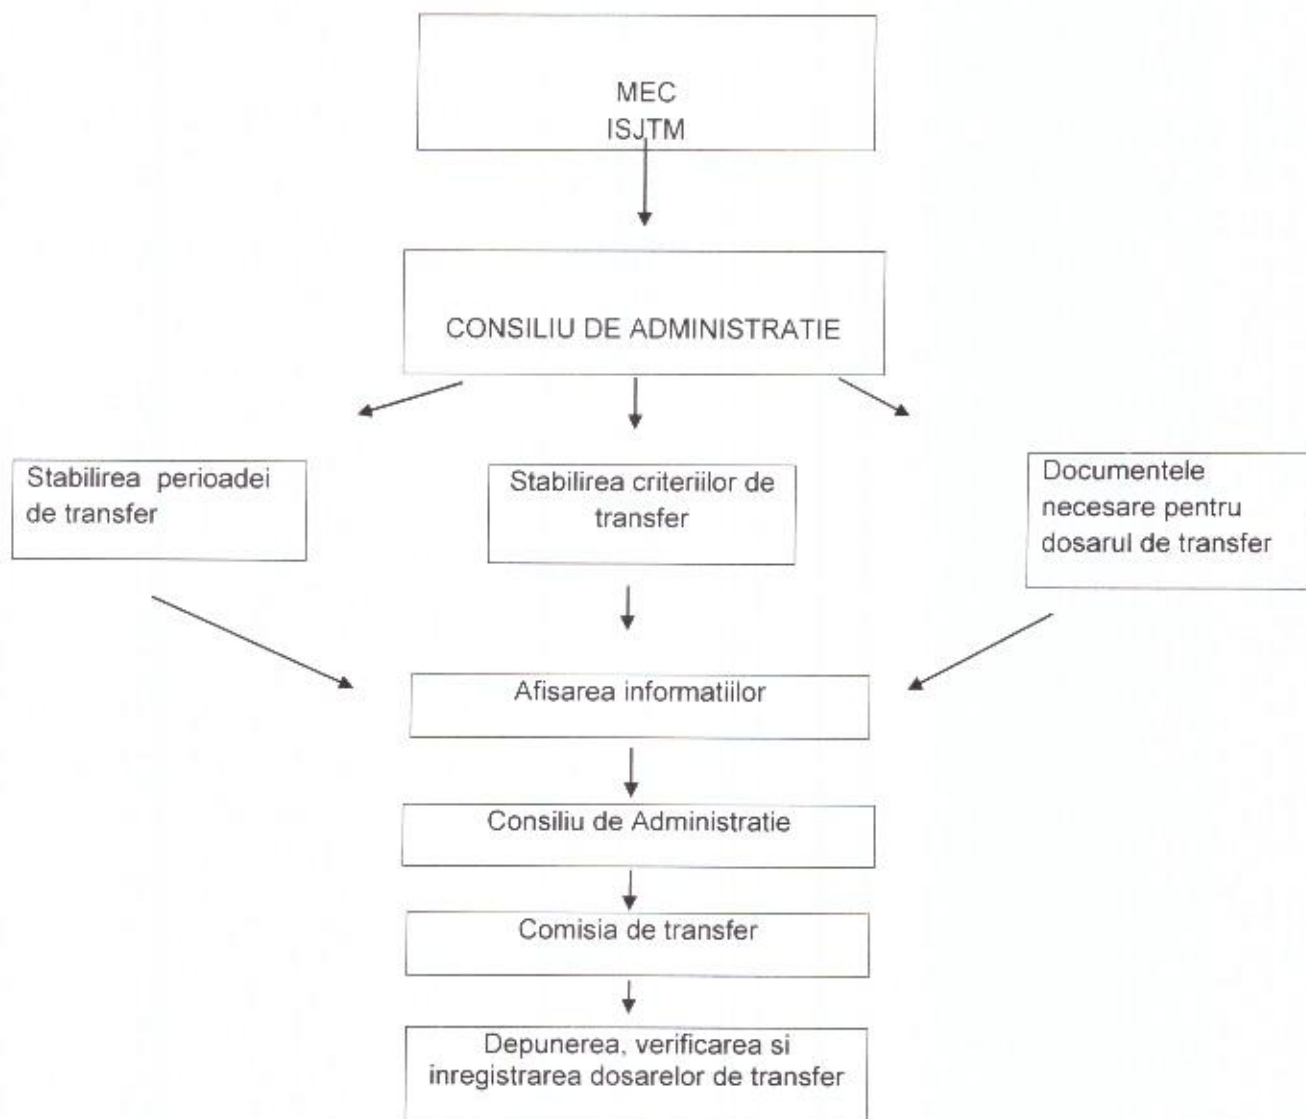 MEC
ISJTM
CONSILIU DE ADMINISTRATIE
Stabilirea perioadei
de transfer
Stabilirea criteriilor de
transfer
Documentele
necesare pentru
dosarul de transfer
Afisarea informatiilor
Consiliu de Administratie
Comisia de transfer
Depunerea, verificarea si
inregistrarea dosarelor de transfer